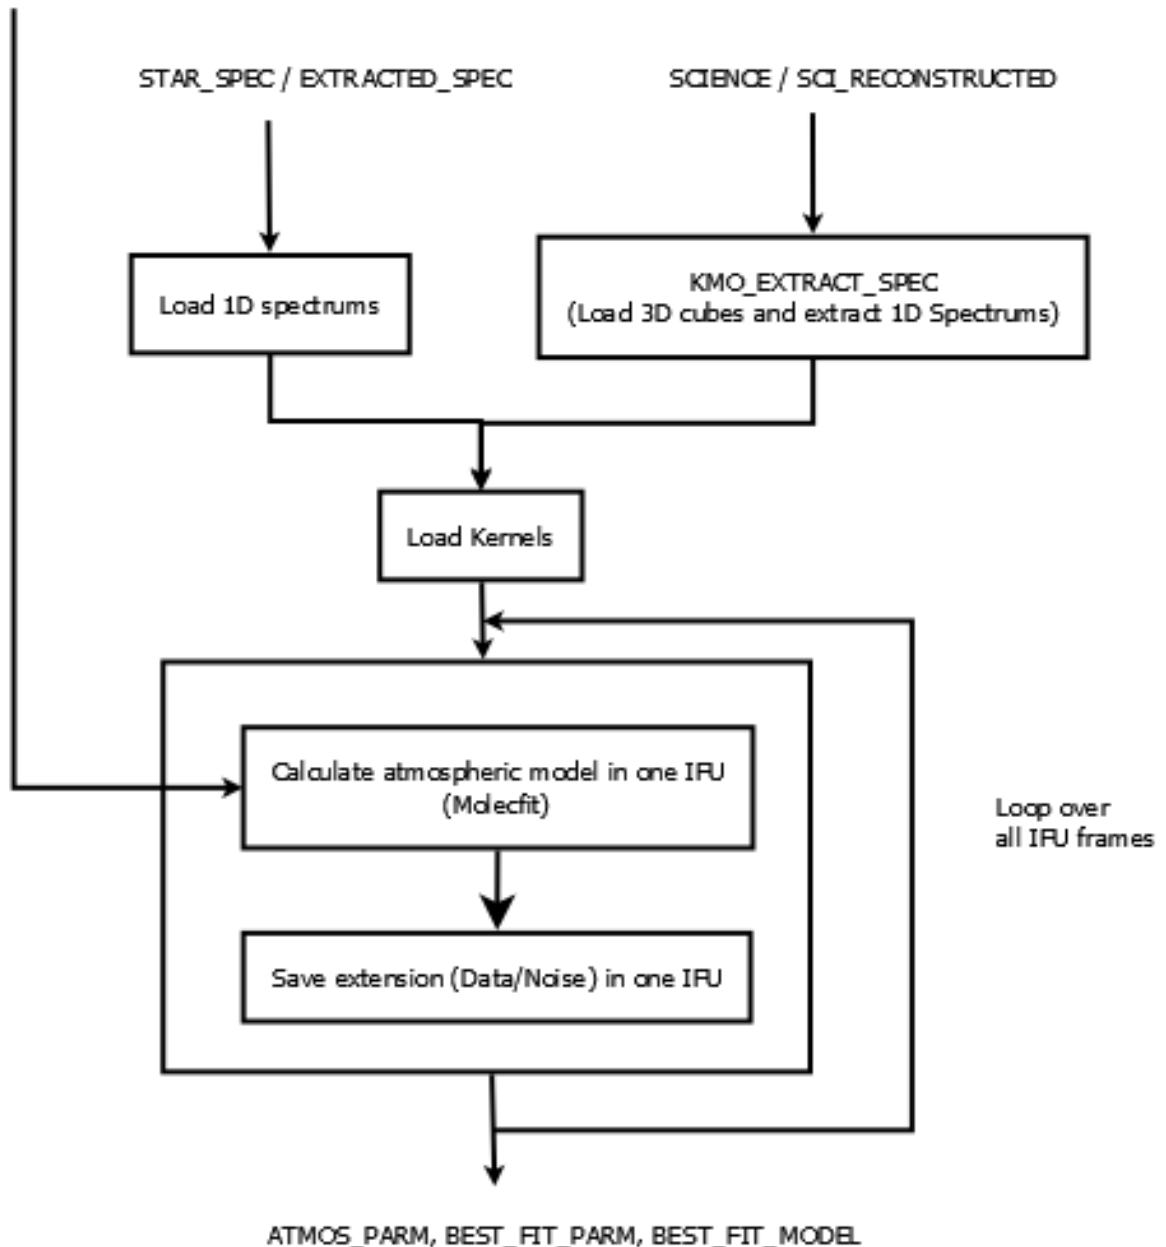 STAR_SPEC / EXTRACTED_SPEC
SCIENCE / SCI_RECONSTRUCTED
Load 1D spectrums
KMO_EXTRACT_SPEC
(Load 3D cubes and extract 1D Spectrums)
Load Kernels
Calculate atmospheric model in one IFU
(Molecfit)
Loop over
all IFU frames
Save extension (Data/Noise) in one IFU
ATMOS_PARM, BEST_FIT_PARM, BEST_FIT_MODEL